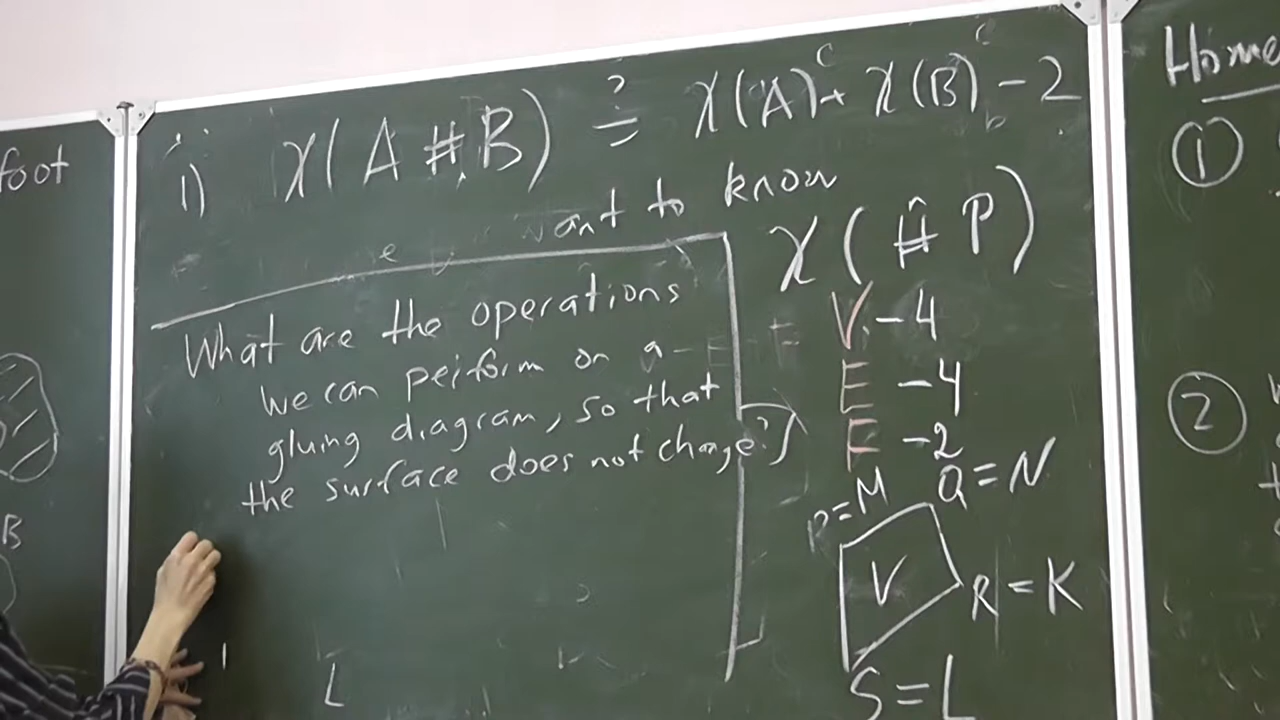 foot
B
1) χ(A # B) ?= χ(A) + χ(B) - 2
want to know
χ(# P)
What are the operations
we can perform on a
gluing diagram, so that
the surface does not change?
V - 4
E - 4
F - 2
P=M Q=N
V
R=K
S=L
L
Home
1
2